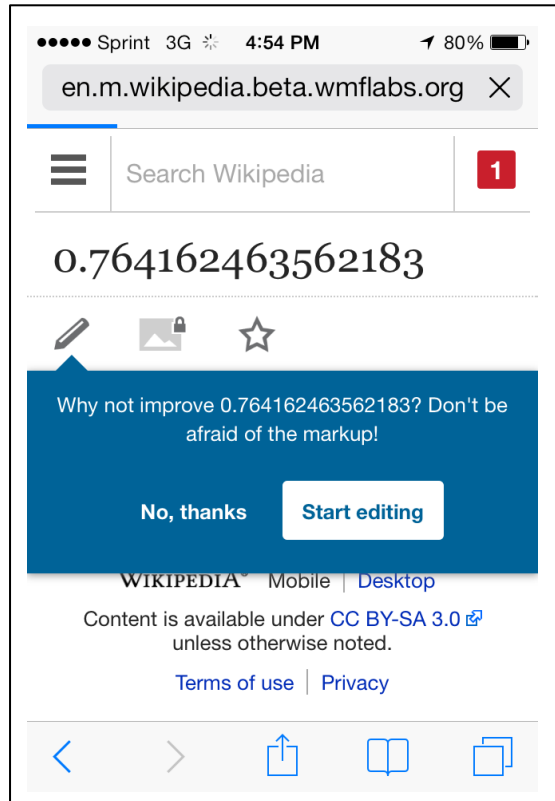 Sprint 3G 4:54 PM 80%
en.m.wikipedia.beta.wmflabs.org
Search Wikipedia 1
0.764162463562183
Why not improve 0.764162463562183? Don't be
afraid of the markup!
No, thanks Start editing
WIKIPEDIA® Mobile | Desktop
Content is available under CC BY-SA 3.0
unless otherwise noted.
Terms of use | Privacy